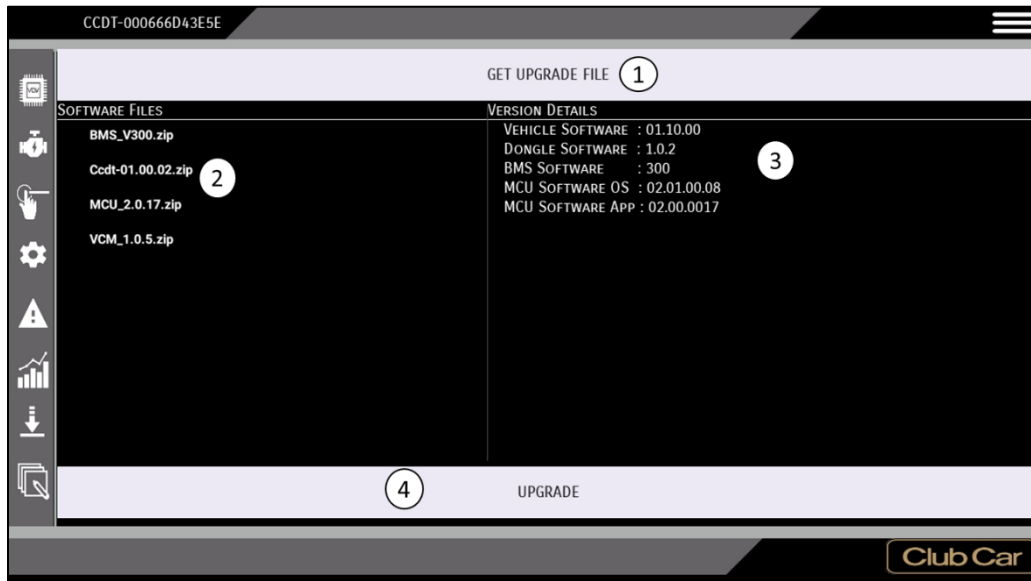 CCDT-000666D43E5E
VCM
GET UPGRADE FILE 1
SOFTWARE FILES
BMS_V300.zip
Ccdt-01.00.02.zip
2
MCU_2.0.17.zip
VCM_1.0.5.zip
VERSION DETAILS
VEHICLE SOFTWARE : 01.10.00
DONGLE SOFTWARE : 1.0.2
BMS SOFTWARE : 300
MCU SOFTWARE OS : 02.01.00.08
MCU SOFTWARE APP : 02.00.0017
3
4 UPGRADE
Club Car